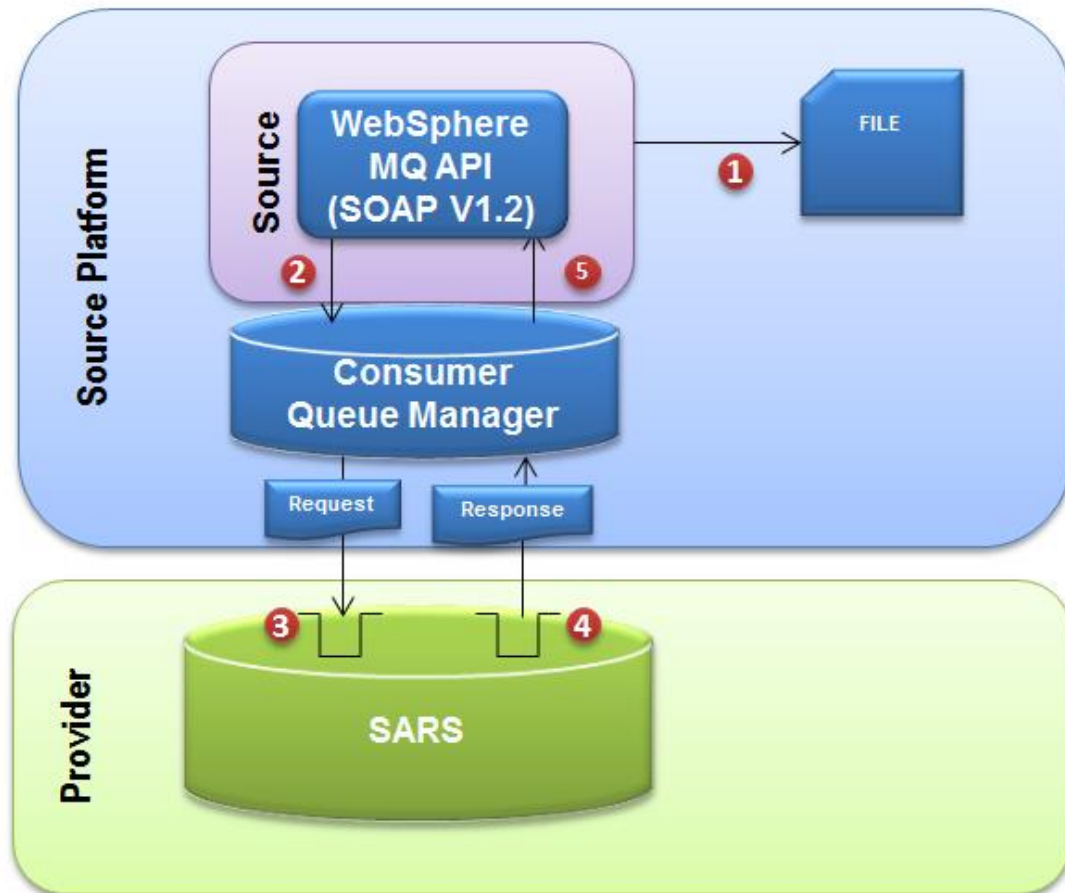 Source Platform
Source
WebSphere
MQ API
(SOAP V1.2)
1
FILE
2
5
Consumer
Queue Manager
Request
Response
Provider
3
4
SARS